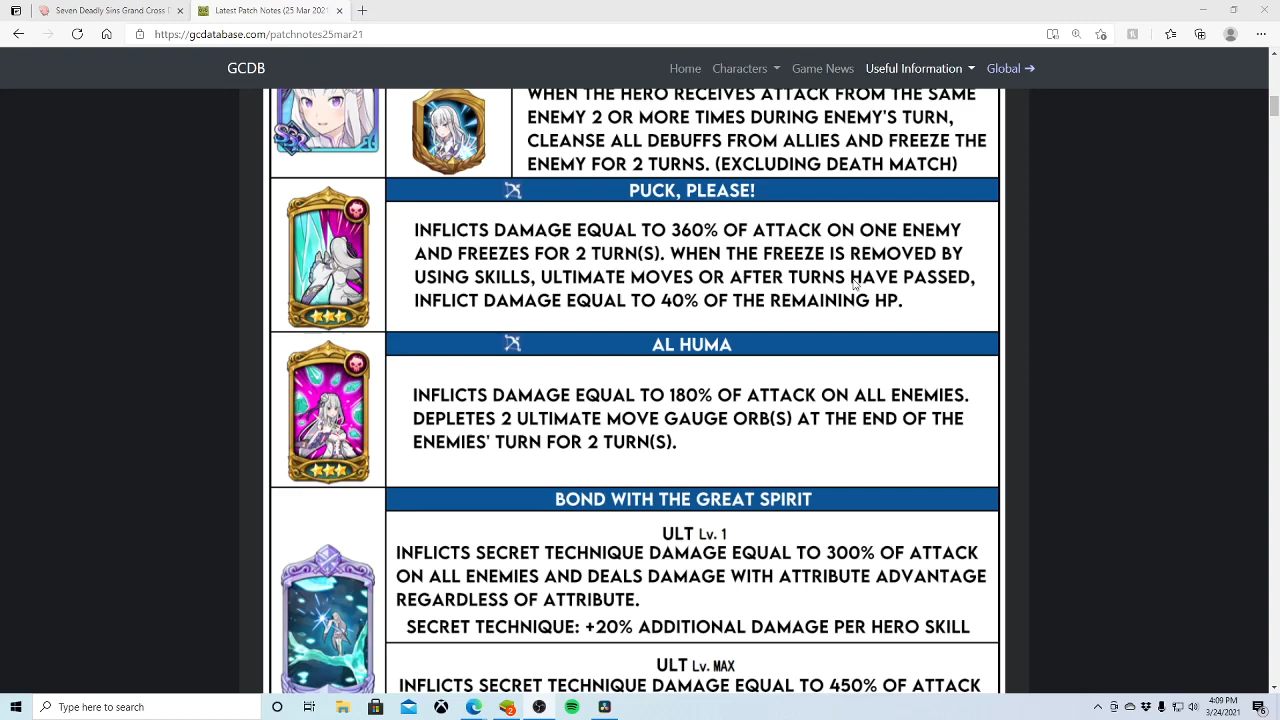 Seven Deadly Sins Grand Cross
Latest Patch Notes (25 Mar 2021
https://gcdatabase.com/patchnotes25mar21
GCDB
Home
Characters
Game News
Useful Information
Global
WHEN THE HERO RECEIVES ATTACK FROM THE SAME
ENEMY 2 OR MORE TIMES DURING ENEMY'S TURN,
CLEANSE ALL DEBUFFS FROM ALLIES AND FREEZE THE
ENEMY FOR 2 TURNS. (EXCLUDING DEATH MATCH)
SSR
PUCK, PLEASE!
INFLICTS DAMAGE EQUAL TO 360% OF ATTACK ON ONE ENEMY
AND FREEZES FOR 2 TURN(S). WHEN THE FREEZE IS REMOVED BY
USING SKILLS, ULTIMATE MOVES OR AFTER TURNS HAVE PASSED,
INFLICT DAMAGE EQUAL TO 40% OF THE REMAINING HP.
AL HUMA
INFLICTS DAMAGE EQUAL TO 180% OF ATTACK ON ALL ENEMIES.
DEPLETES 2 ULTIMATE MOVE GAUGE ORB(S) AT THE END OF THE
ENEMIES' TURN FOR 2 TURN(S).
BOND WITH THE GREAT SPIRIT
ULT Lv. 1
INFLICTS SECRET TECHNIQUE DAMAGE EQUAL TO 300% OF ATTACK
ON ALL ENEMIES AND DEALS DAMAGE WITH ATTRIBUTE ADVANTAGE
REGARDLESS OF ATTRIBUTE.
SECRET TECHNIQUE: +20% ADDITIONAL DAMAGE PER HERO SKILL
ULT Lv. MAX
INFLICTS SECRET TECHNIQUE DAMAGE EQUAL TO 450% OF ATTACK
Type here to search
4:09 PM
3/24/2021